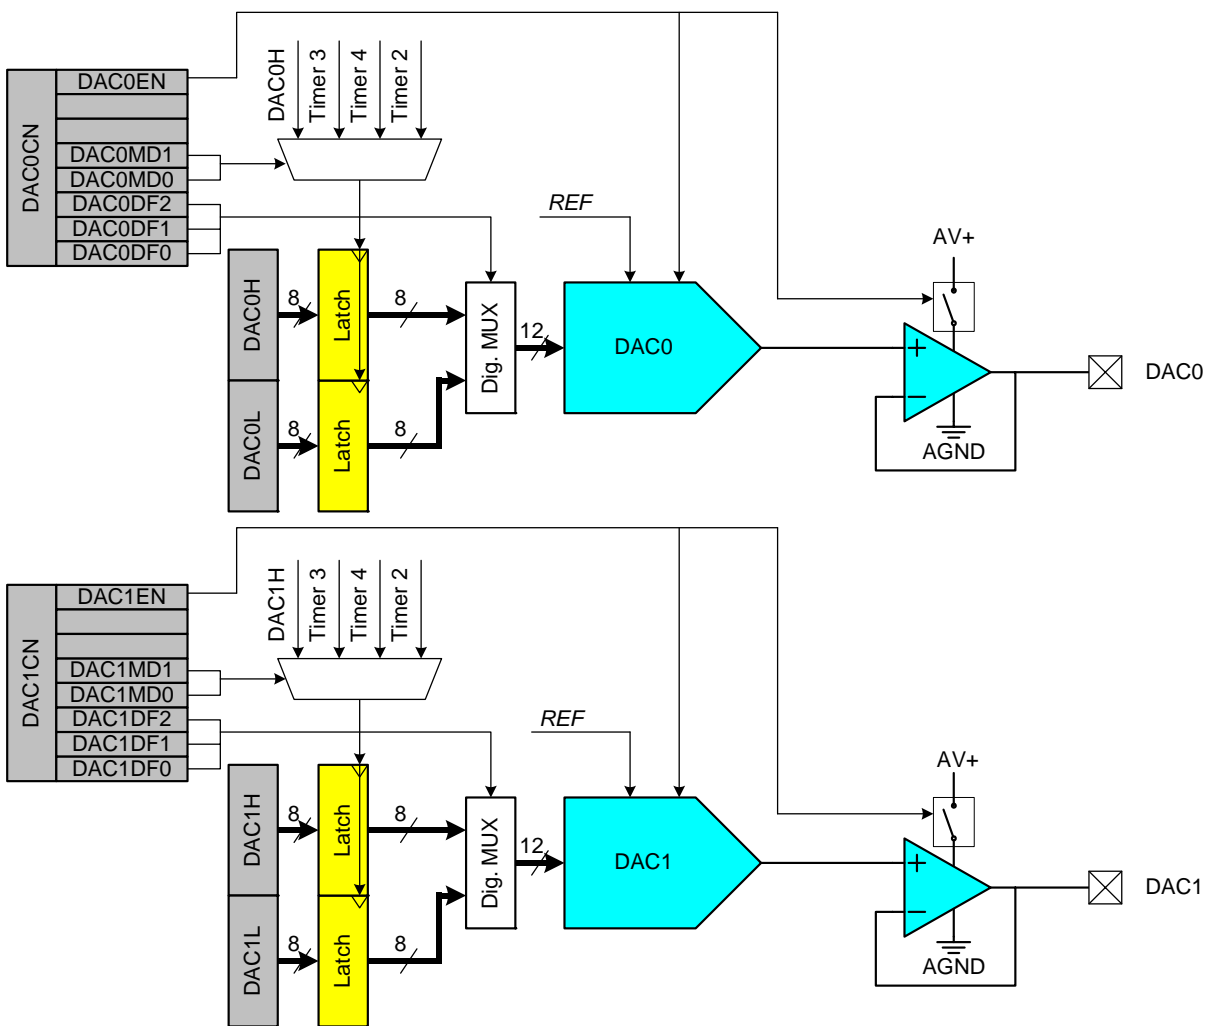 DAC0CN
DAC0EN
DAC0MD1
DAC0MD0
DAC0DF2
DAC0DF1
DAC0DF0
DAC0H
Timer 3
Timer 4
Timer 2
REF
AV+
DAC0H
8
Latch
8
Dig. MUX
12
DAC0
+
−
DAC0
DAC0L
8
Latch
8
AGND
DAC1CN
DAC1EN
DAC1MD1
DAC1MD0
DAC1DF2
DAC1DF1
DAC1DF0
DAC1H
Timer 3
Timer 4
Timer 2
REF
AV+
DAC1H
8
Latch
8
Dig. MUX
12
DAC1
+
−
DAC1
DAC1L
8
Latch
8
AGND